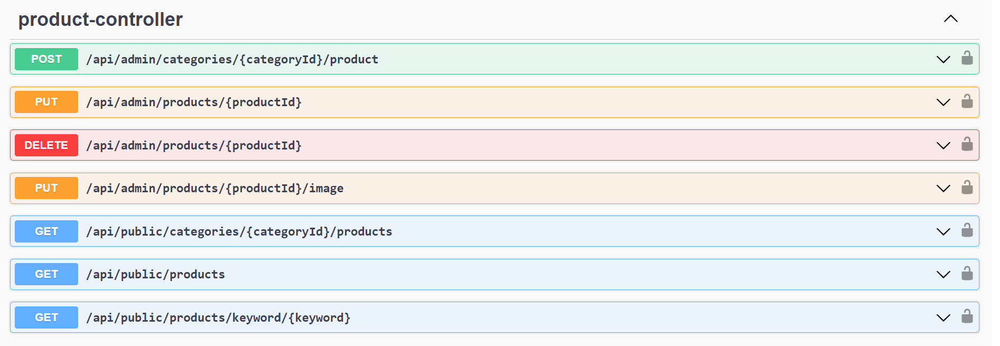 product-controller
POST /api/admin/categories/{categoryId}/product
PUT /api/admin/products/{productId}
DELETE /api/admin/products/{productId}
PUT /api/admin/products/{productId}/image
GET /api/public/categories/{categoryId}/products
GET /api/public/products
GET /api/public/products/keyword/{keyword}